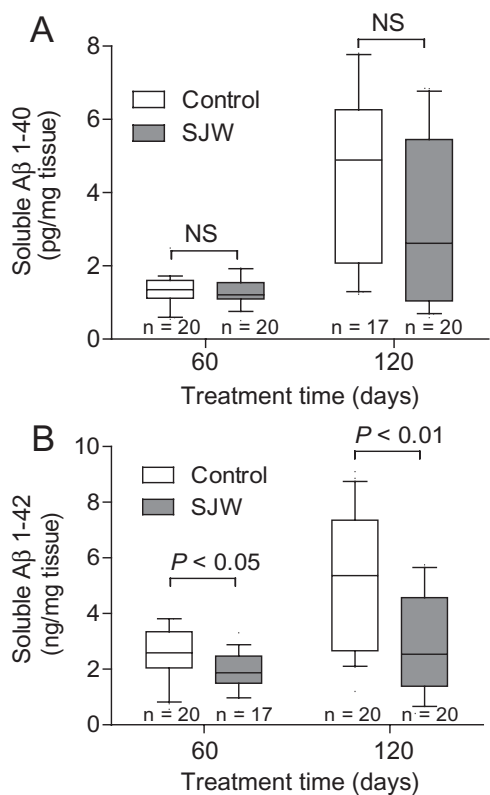 A
Soluble Aβ 1-40
(pg/mg tissue)
8
6
4
2
0
Control
SJW
NS
NS
n = 20
n = 20
n = 17
n = 20
60
120
Treatment time (days)
B
Soluble Aβ 1-42
(ng/mg tissue)
10
8
6
4
2
0
Control
SJW
P < 0.05
P < 0.01
n = 20
n = 17
n = 20
n = 20
60
120
Treatment time (days)